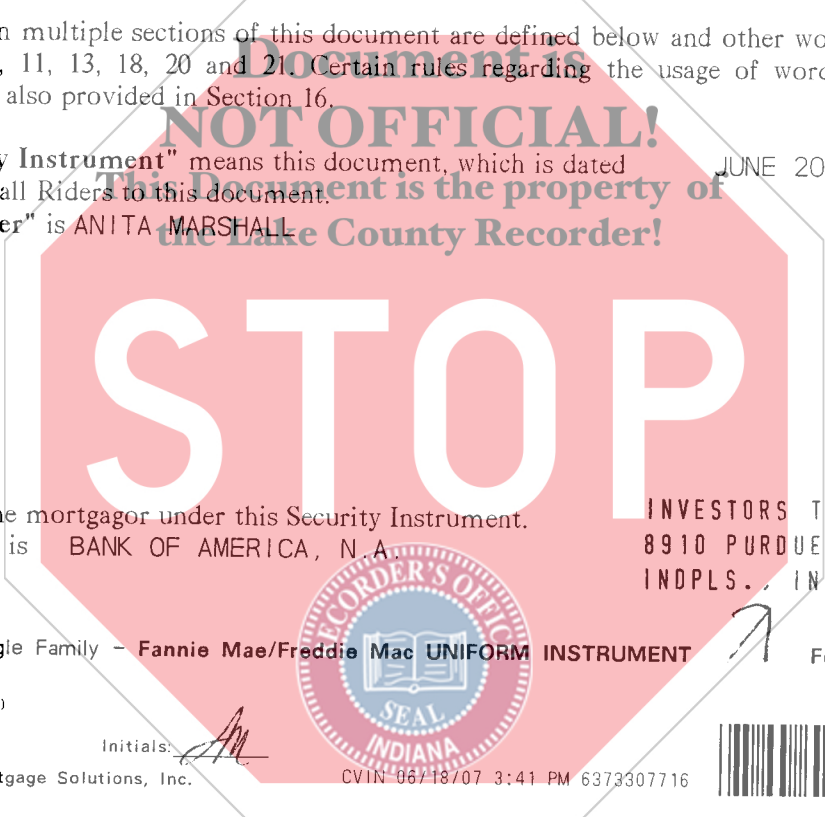 n multiple sections of this document are defined below and other wo
, 11, 13, 18, 20 and 21. Certain rules regarding the usage of word
also provided in Section 16.
Document is
NOT OFFICIAL!
This Document is the property of
the Lake County Recorder!
y Instrument" means this document, which is dated JUNE 20
all Riders to this document.
er" is ANITA MARSHALL
STOP
e mortgagor under this Security Instrument.
is BANK OF AMERICA, N.A.
INVESTORS T
8910 PURDUE
INDPLS., IN
RECORDER'S OFFIC
SEAL
INDIANA
gle Family – Fannie Mae/Freddie Mac UNIFORM INSTRUMENT F
)
Initials: AM
tgage Solutions, Inc. CVIN 06/18/07 3:41 PM 6373307716